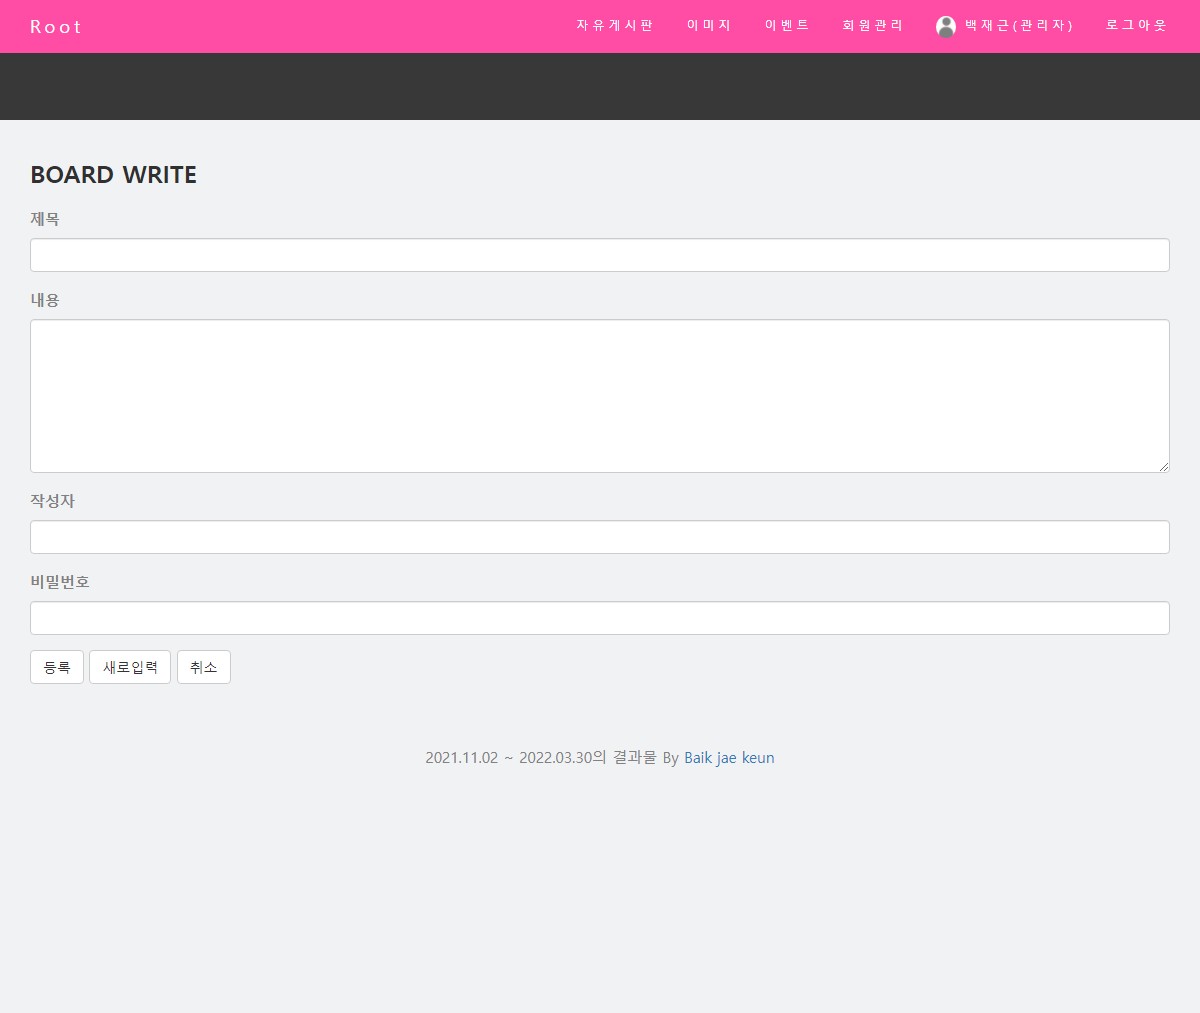 Root
자유게시판
이미지
이벤트
회원관리
백재근(관리자)
로그아웃
BOARD WRITE
제목
내용
작성자
비밀번호
등록
새로입력
취소
2021.11.02 ~ 2022.03.30의 결과물 By Baik jae keun